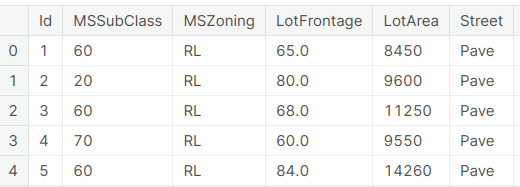 Id MSSubClass MSZoning LotFrontage LotArea Street
0 1 60 RL 65.0 8450 Pave
1 2 20 RL 80.0 9600 Pave
2 3 60 RL 68.0 11250 Pave
3 4 70 RL 60.0 9550 Pave
4 5 60 RL 84.0 14260 Pave